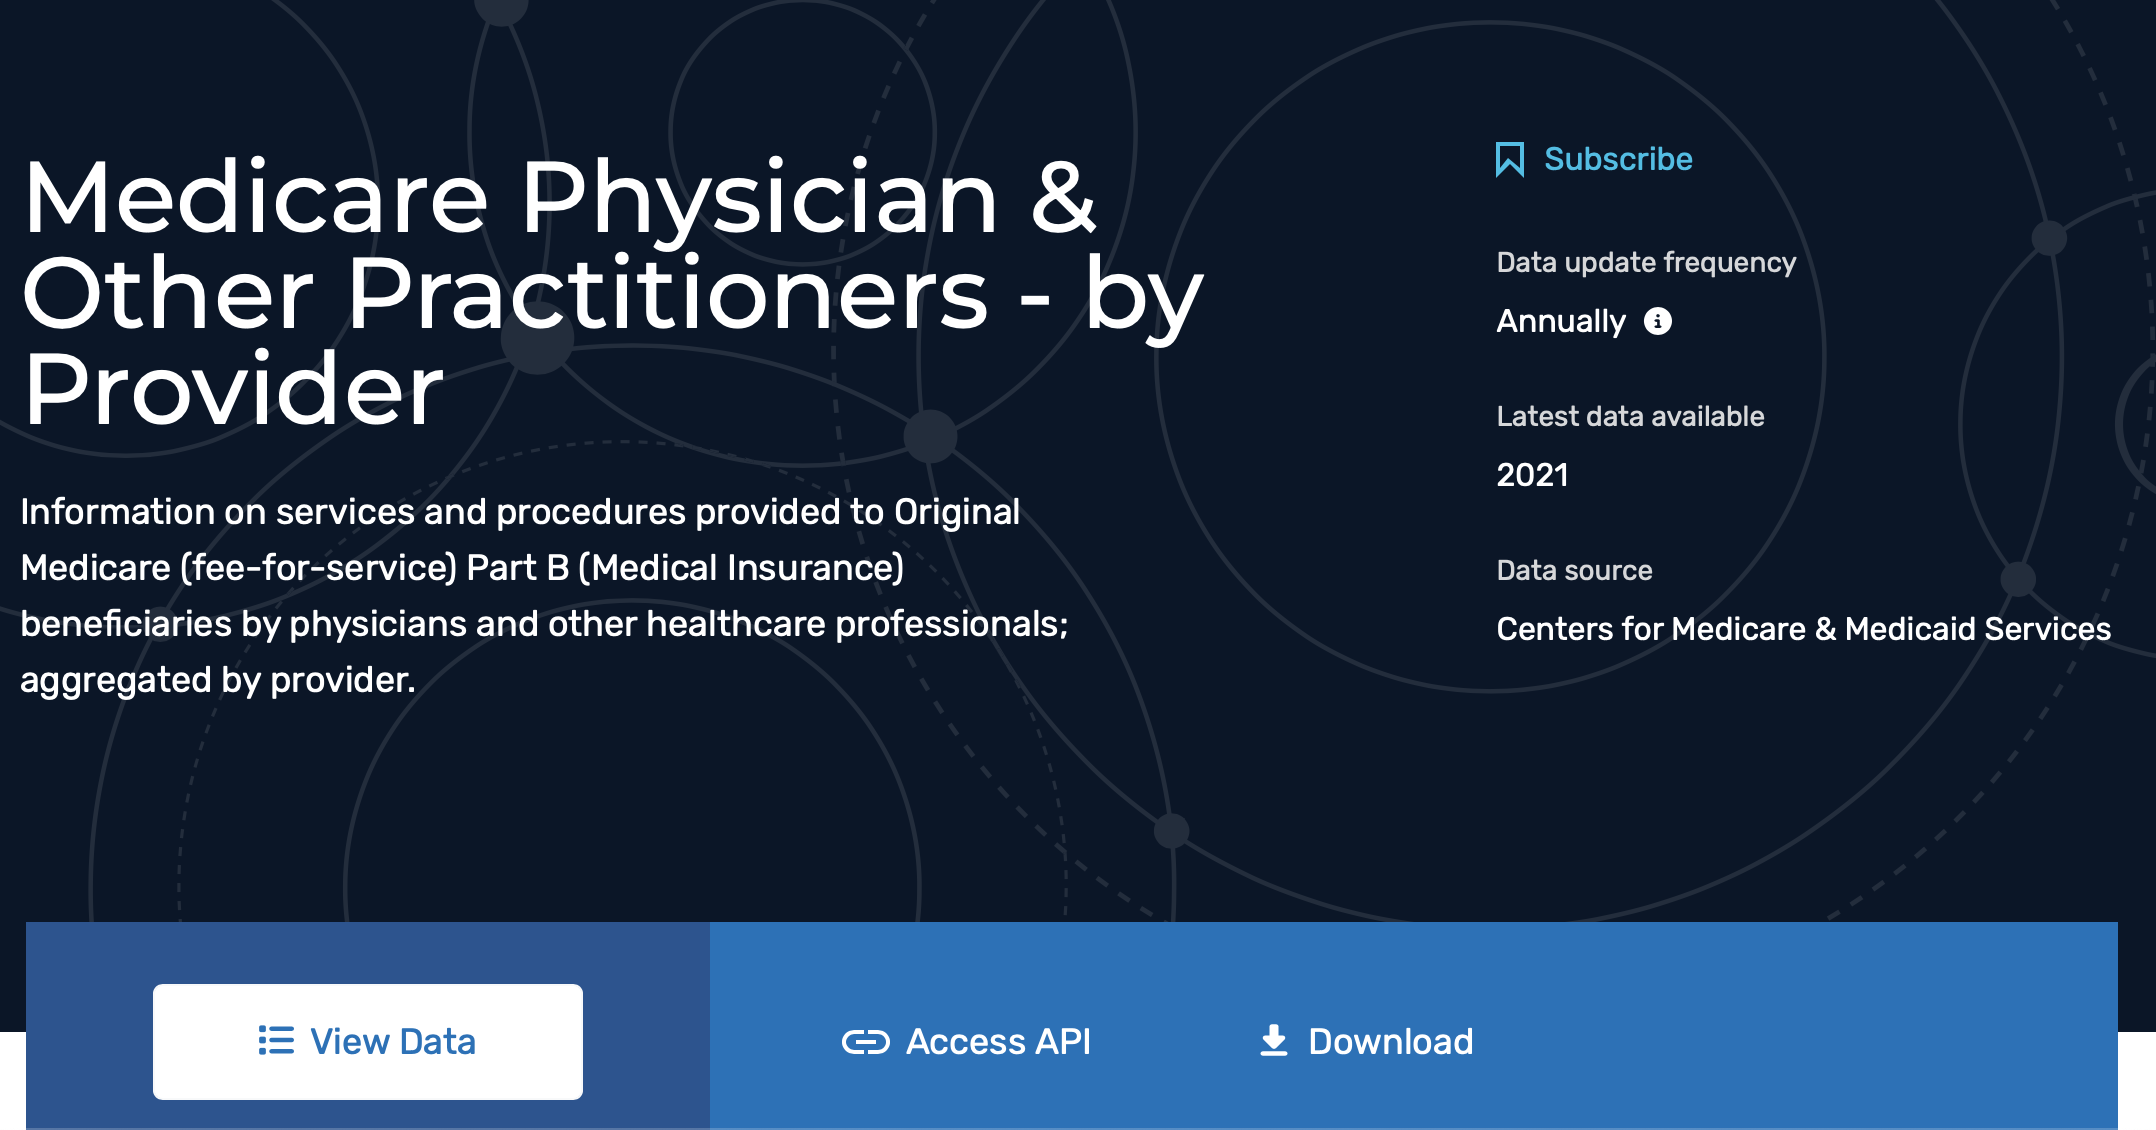 Medicare Physician &
Other Practitioners - by
Provider
Information on services and procedures provided to Original
Medicare (fee-for-service) Part B (Medical Insurance)
beneficiaries by physicians and other healthcare professionals;
aggregated by provider.
Subscribe
Data update frequency
Annually
Latest data available
2021
Data source
Centers for Medicare & Medicaid Services
View Data
Access API
Download